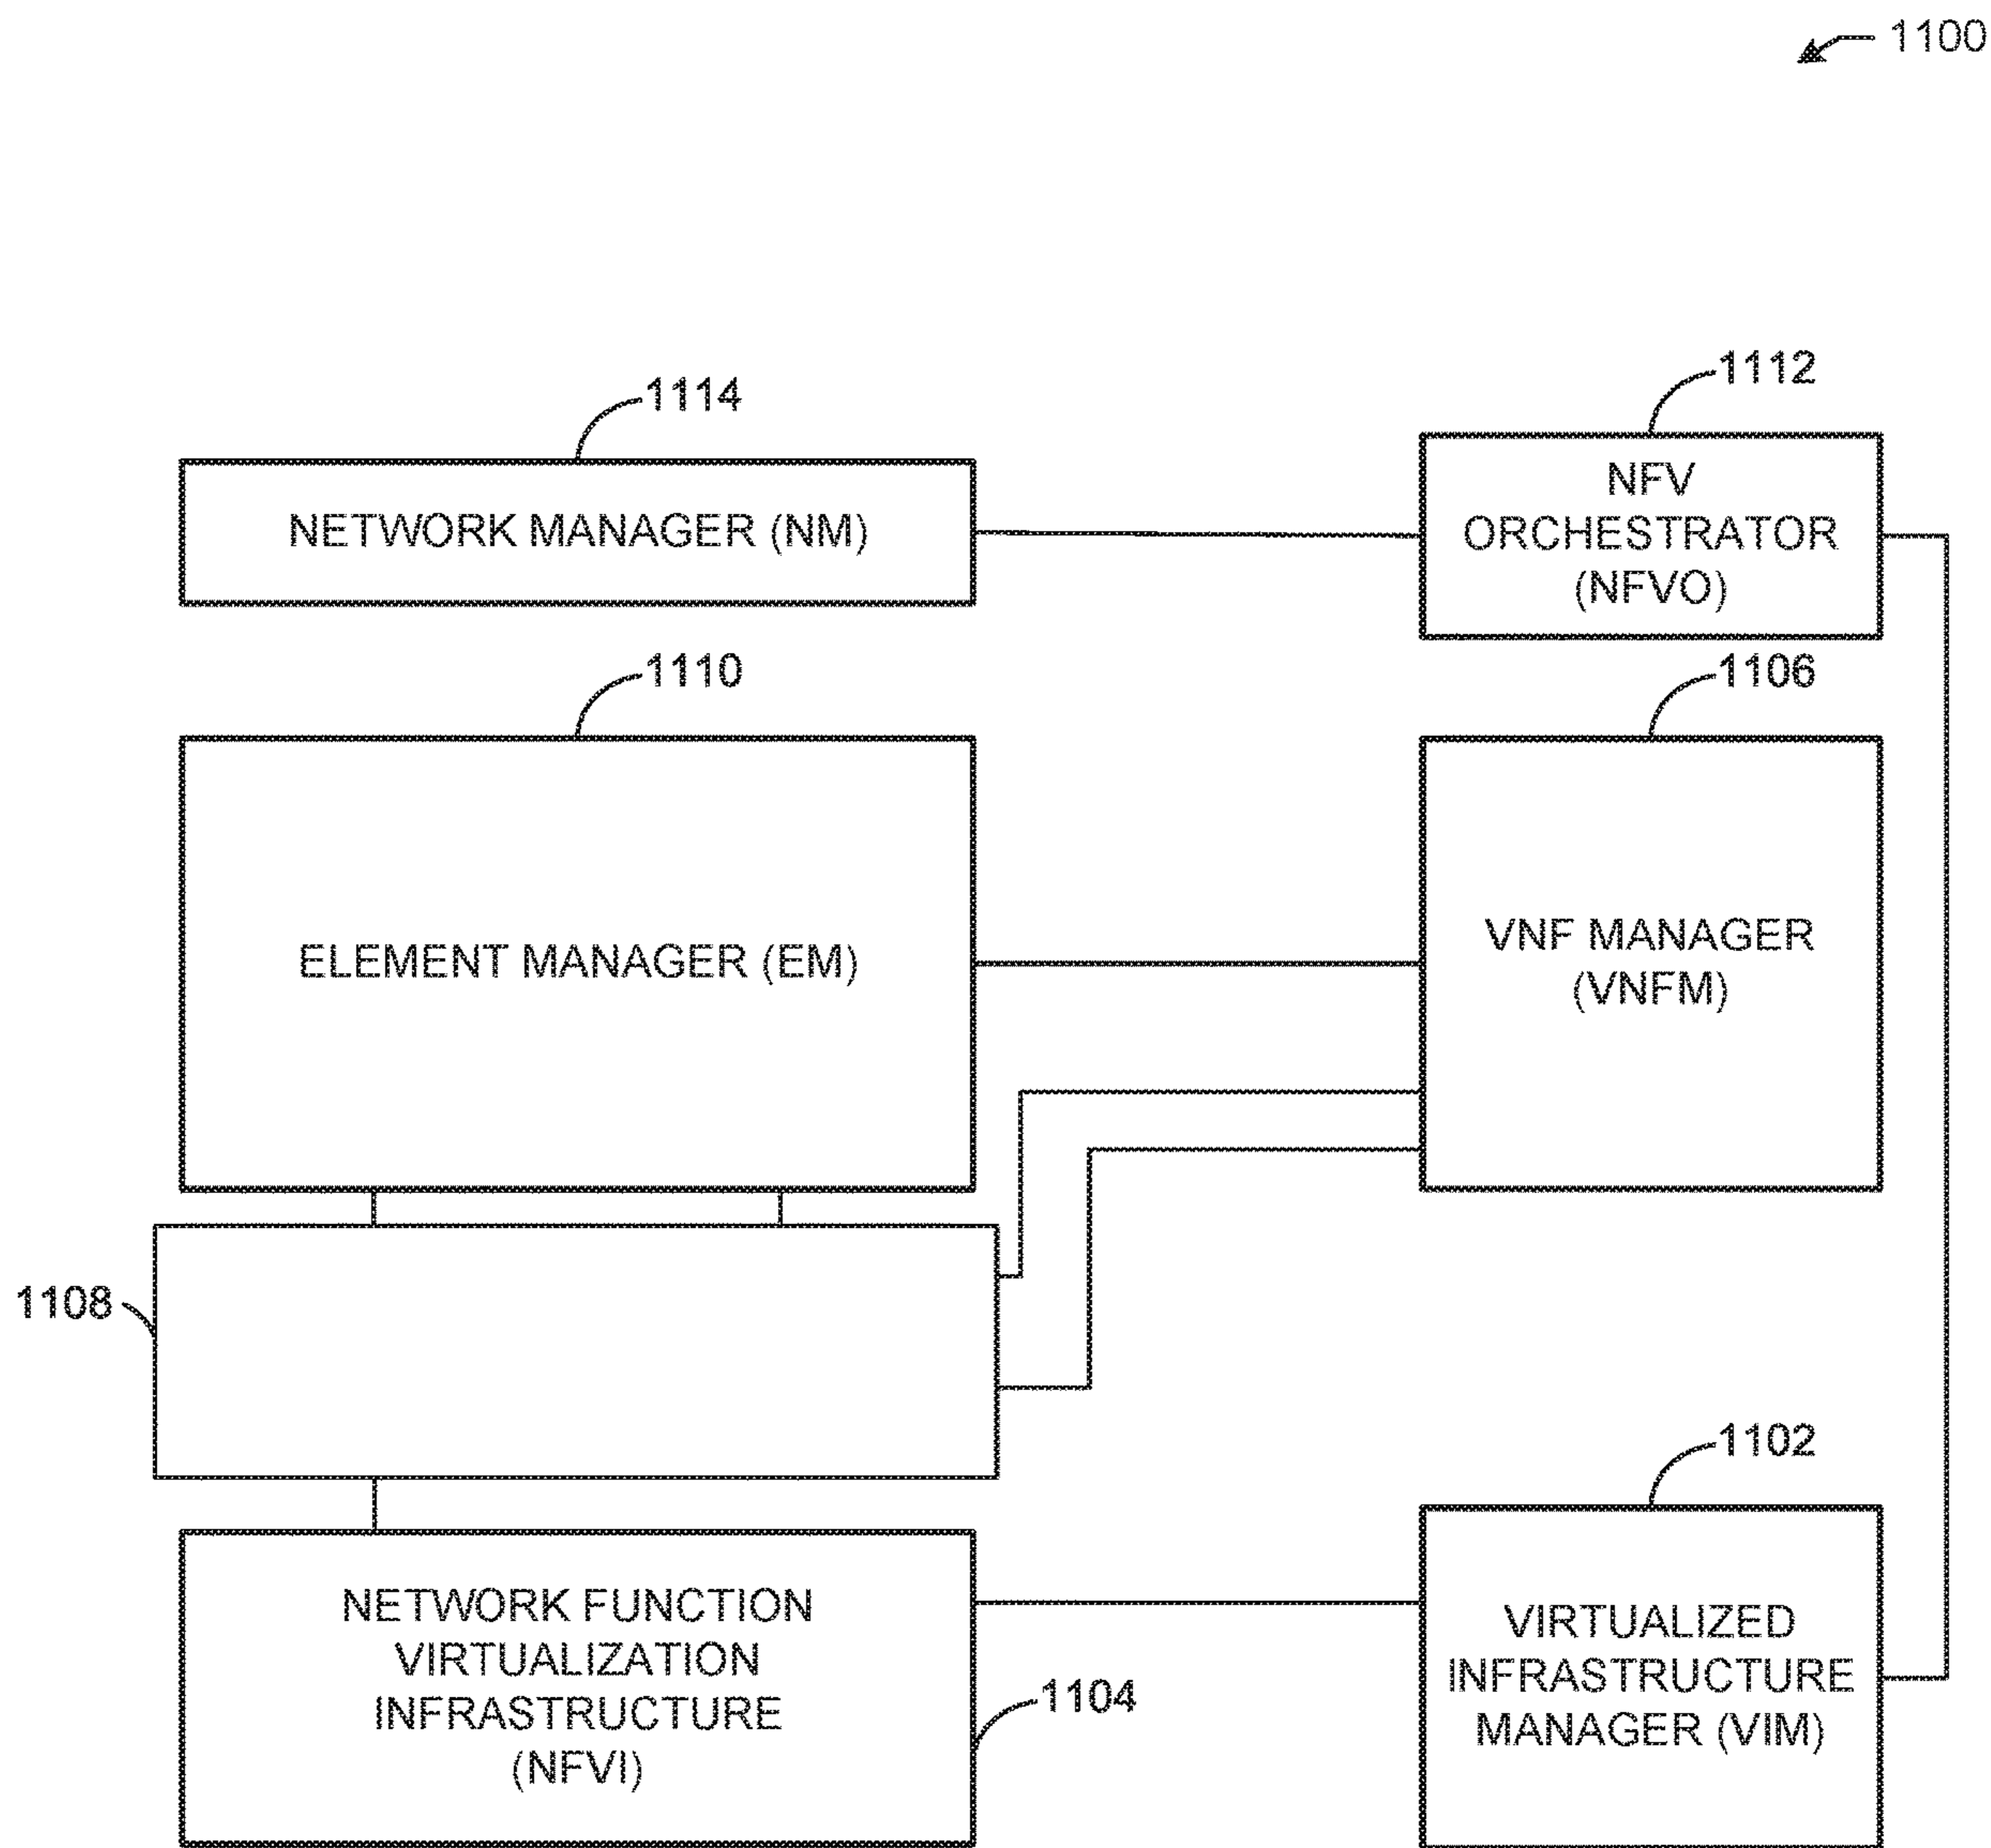 1100
1114
1112
NETWORK MANAGER (NM)
NFV
ORCHESTRATOR
(NFVO)
1110
1106
ELEMENT MANAGER (EM)
VNF MANAGER
(VNFM)
1108
1102
NETWORK FUNCTION
VIRTUALIZATION
INFRASTRUCTURE
(NFVI)
1104
VIRTUALIZED
INFRASTRUCTURE
MANAGER (VIM)